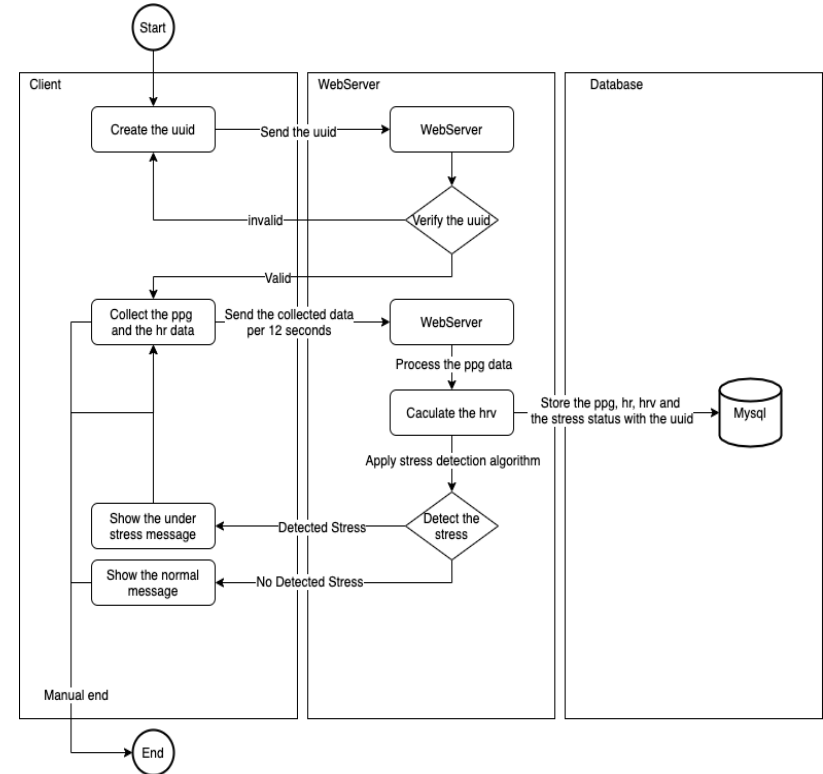 Start
Client
WebServer
Database
Create the uuid
Send the uuid
WebServer
invalid
Verify the uuid
Valid
Collect the ppg
and the hr data
Send the collected data
per 12 seconds
WebServer
Process the ppg data
Caculate the hrv
Store the ppg, hr, hrv and
the stress status with the uuid
Mysql
Apply stress detection algorithm
Show the under
stress message
Detected Stress
Detect the
stress
Show the normal
message
No Detected Stress
Manual end
End